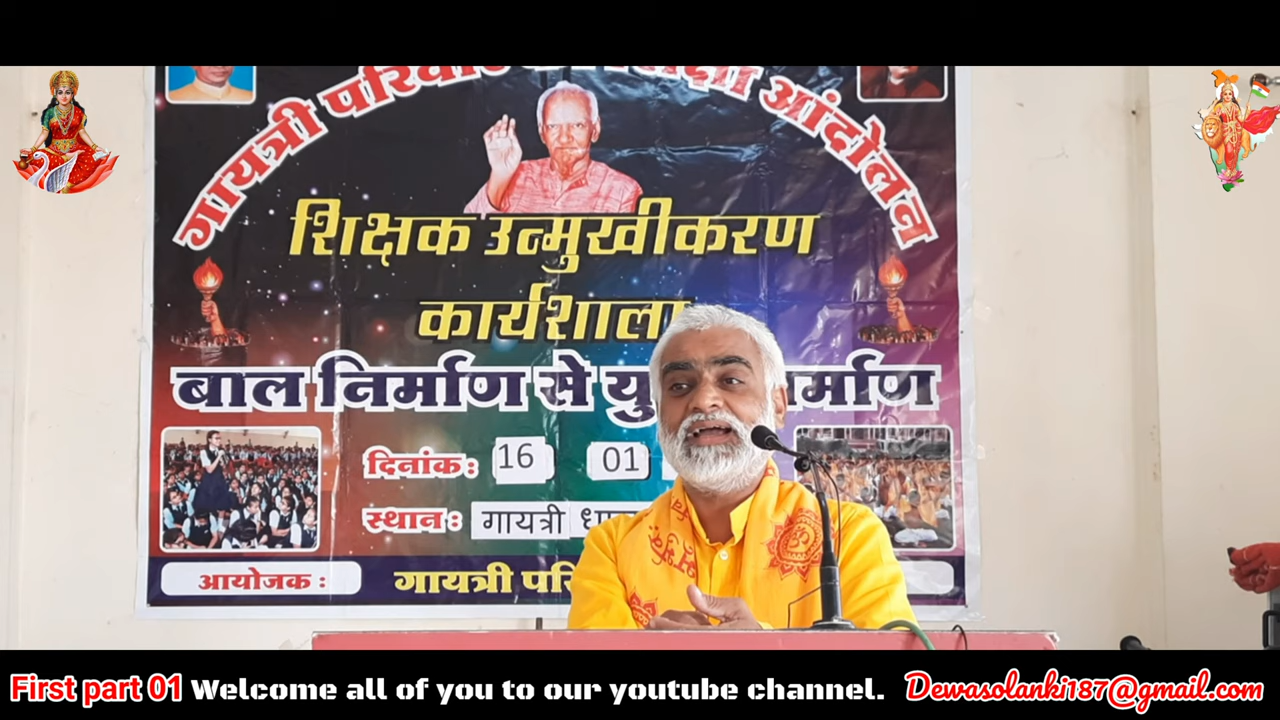 गायत्री परिवार आंदोलन
शिक्षक उन्मुखीकरण
कार्यशाला
बाल निर्माण से
दिनांक: 16 01
स्थान: गायत्री
आयोजक: गायत्री
First part 01 Welcome all of you to our youtube channel. Dewasolanki187@gmail.com